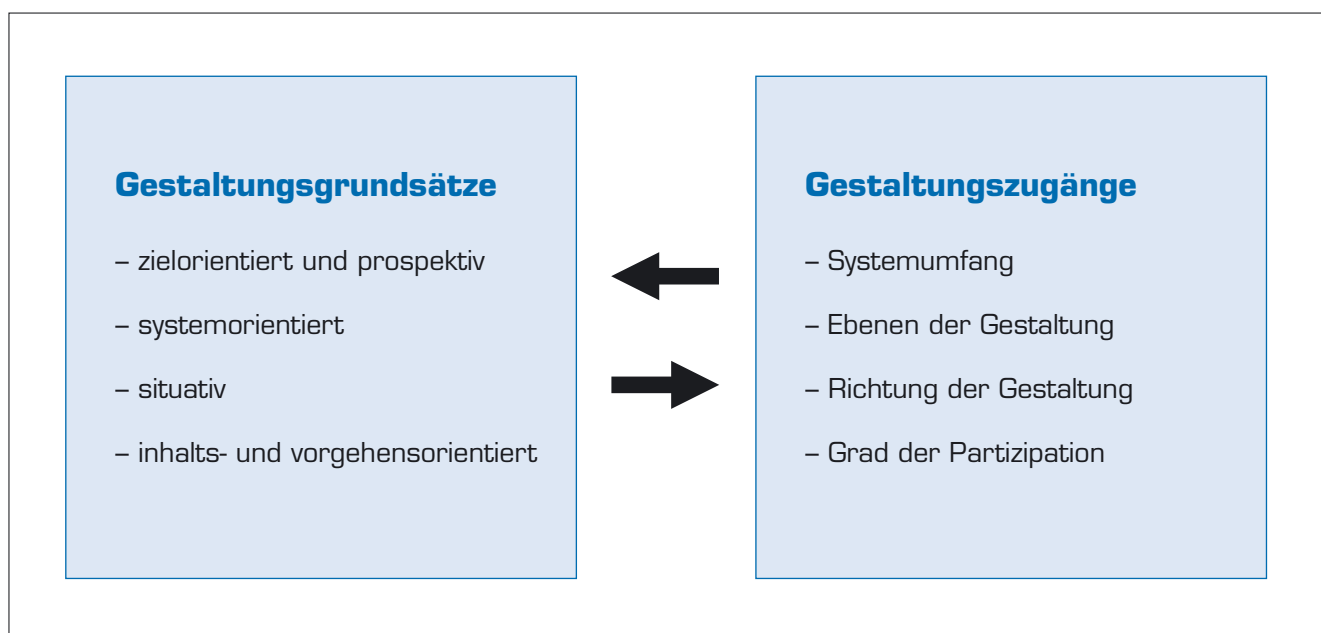 Gestaltungsgrundsätze
– zielorientiert und prospektiv
– systemorientiert
– situativ
– inhalts- und vorgehensorientiert
Gestaltungszugänge
– Systemumfang
– Ebenen der Gestaltung
– Richtung der Gestaltung
– Grad der Partizipation